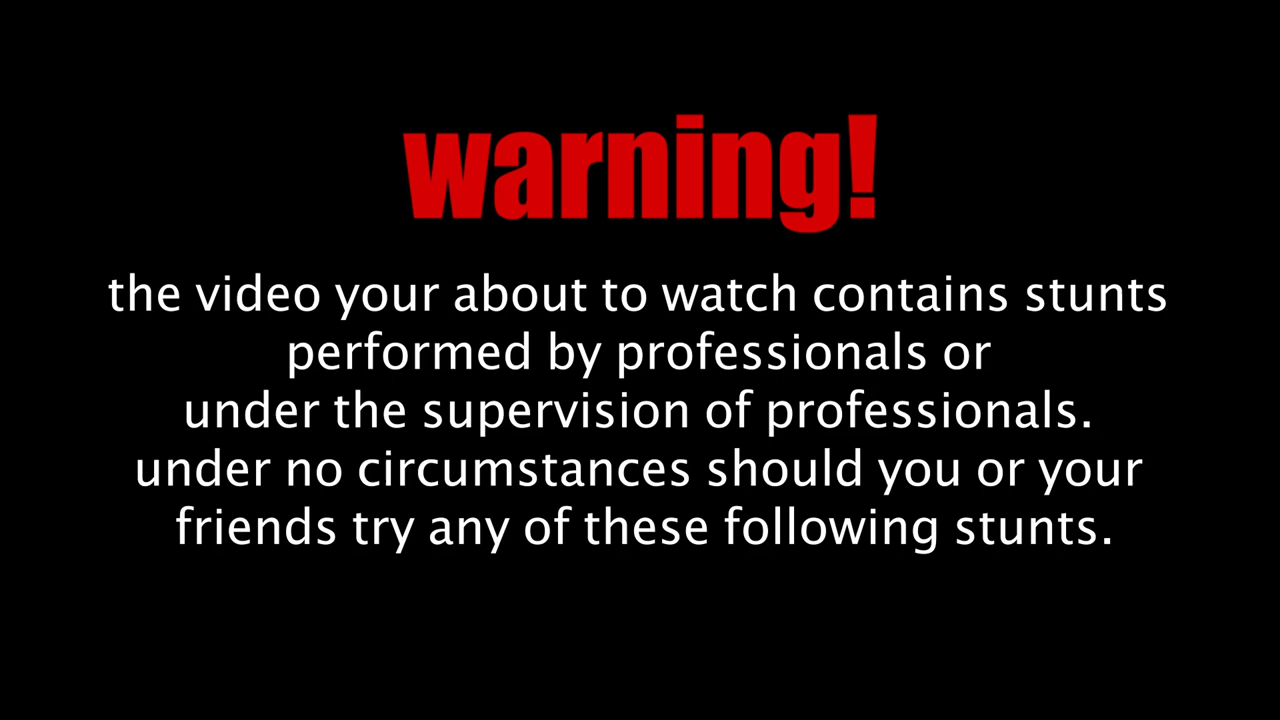 warning!
the video your about to watch contains stunts
performed by professionals or
under the supervision of professionals.
under no circumstances should you or your
friends try any of these following stunts.